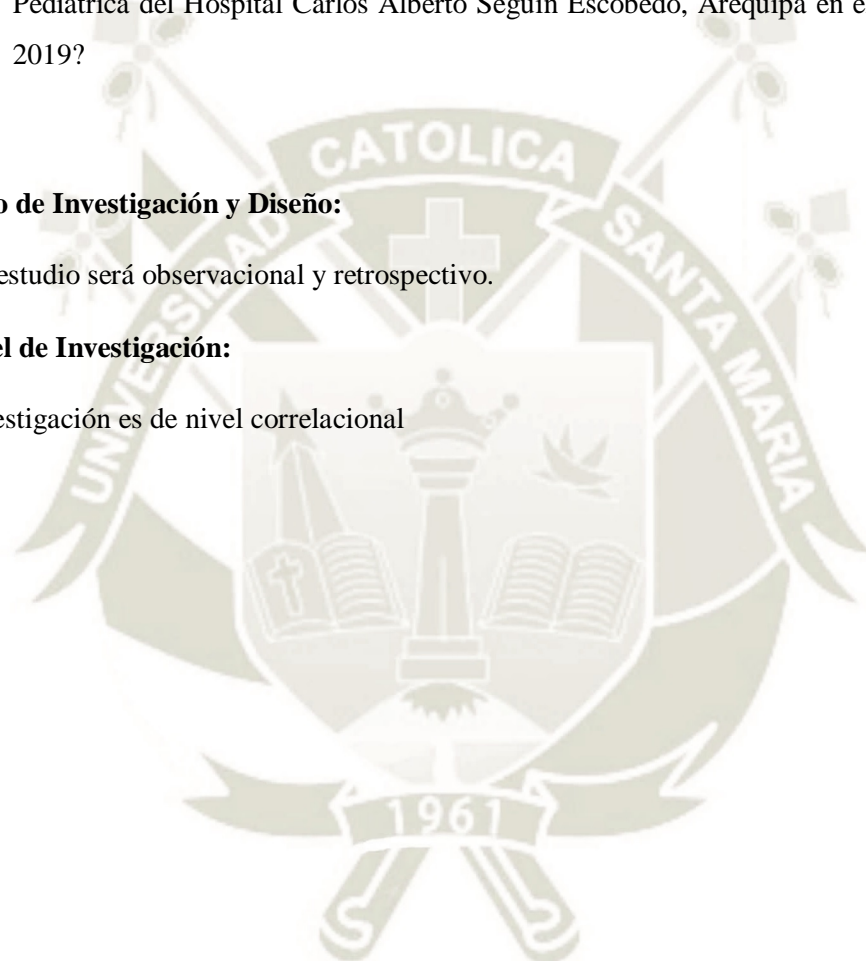 Pediátrica del Hospital Carlos Alberto Seguín Escobedo, Arequipa en e
2019?
o de Investigación y Diseño:
estudio será observacional y retrospectivo.
el de Investigación:
estigación es de nivel correlacional
UNIVERSIDAD CATOLICA SANTA MARIA
1961